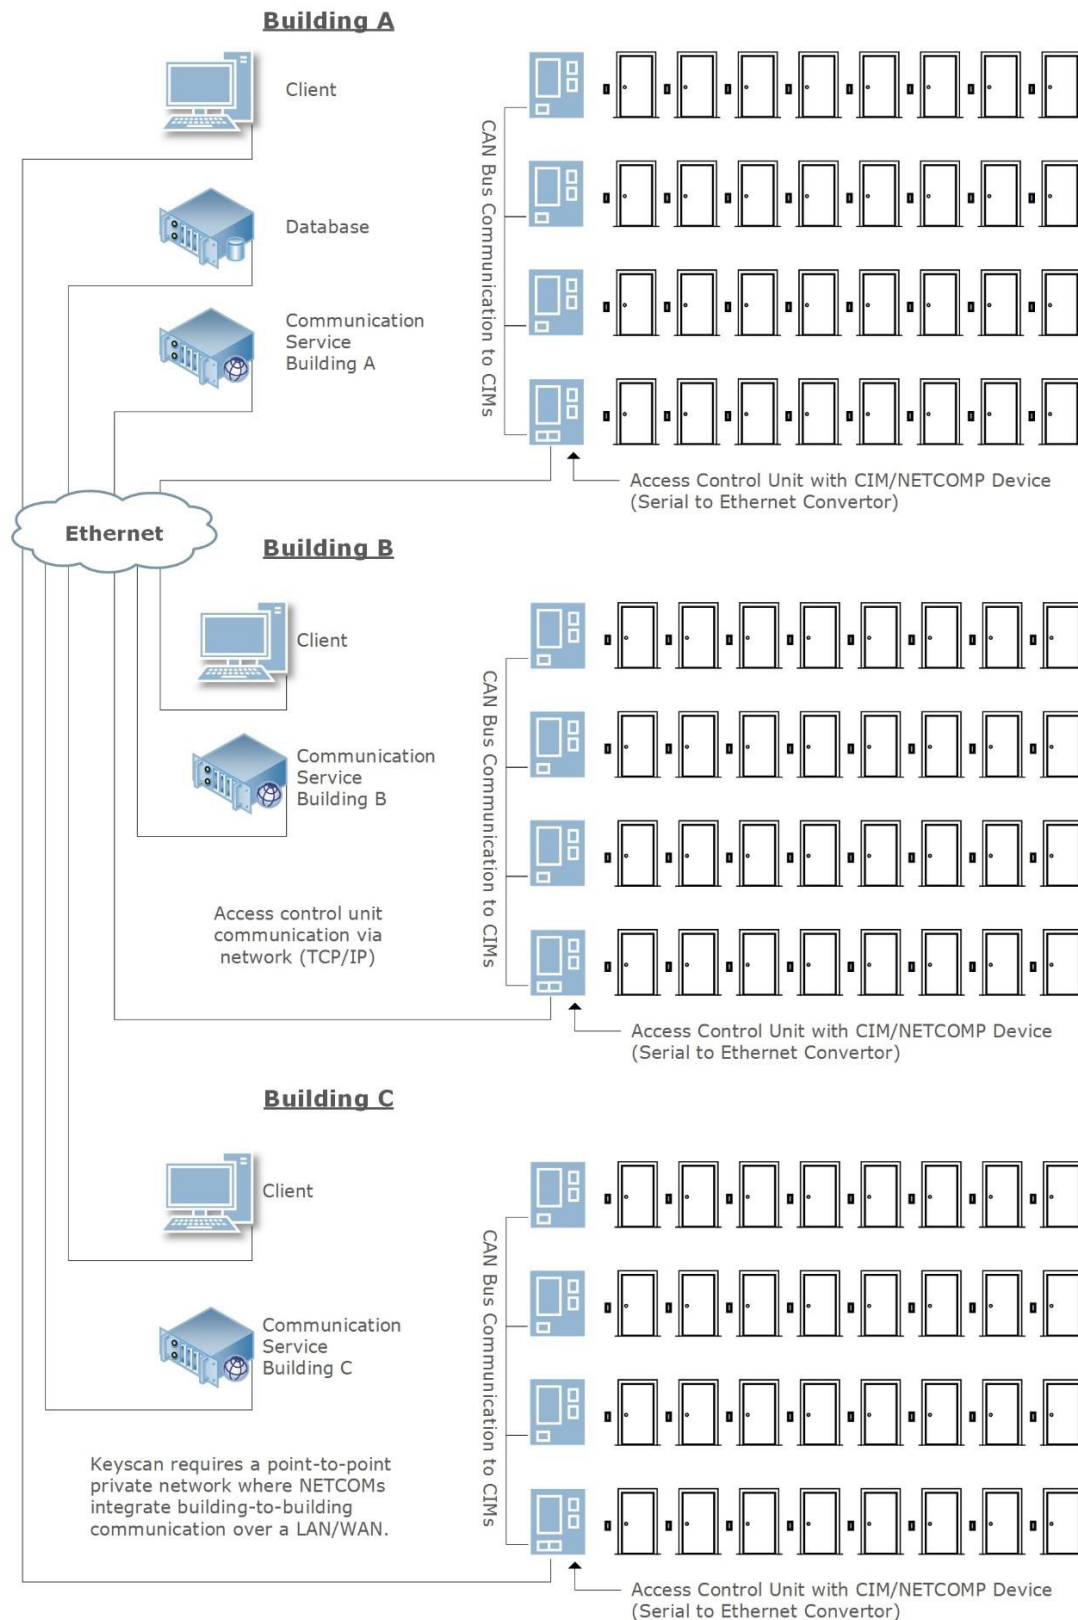 Building A
Client
CAN Bus Communication to CIMs
Database
Communication
Service
Building A
Access Control Unit with CIM/NETCOMP Device
(Serial to Ethernet Convertor)
Ethernet
Building B
Client
CAN Bus Communication to CIMs
Communication
Service
Building B
Access control unit
communication via
network (TCP/IP)
Access Control Unit with CIM/NETCOMP Device
(Serial to Ethernet Convertor)
Building C
Client
CAN Bus Communication to CIMs
Communication
Service
Building C
Keyscan requires a point-to-point
private network where NETCOMs
integrate building-to-building
communication over a LAN/WAN.
Access Control Unit with CIM/NETCOMP Device
(Serial to Ethernet Convertor)